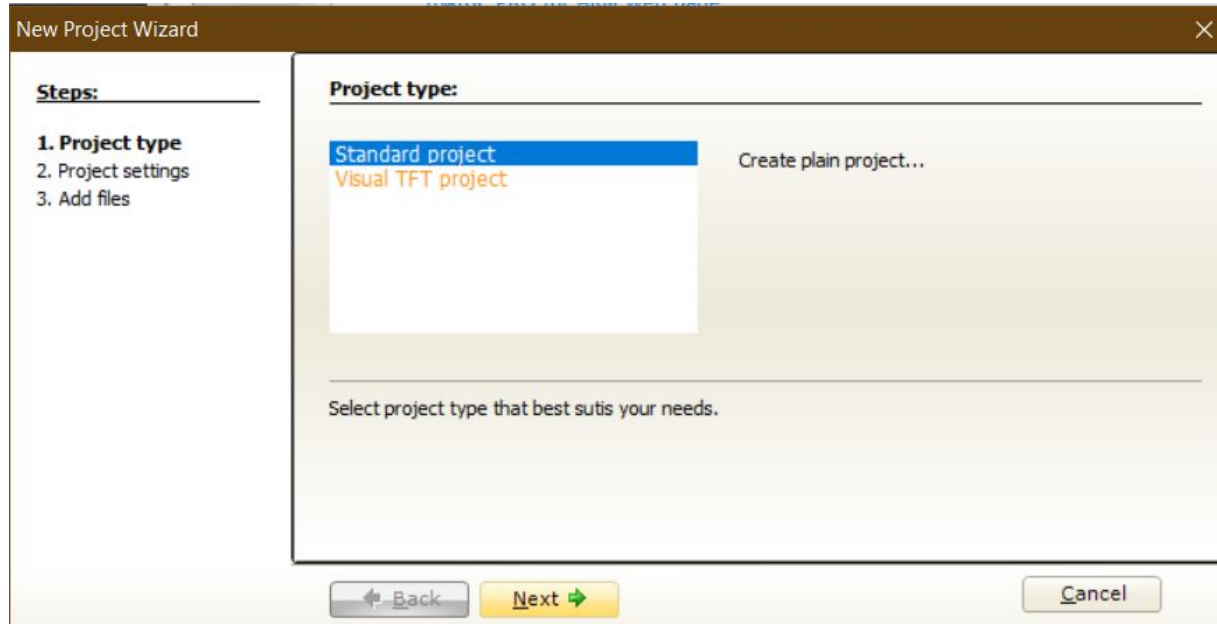 New Project Wizard
Steps:
1. Project type
2. Project settings
3. Add files
Project type:
Standard project
Visual TFT project
Create plain project...
Select project type that best sutis your needs.
Back
Next
Cancel